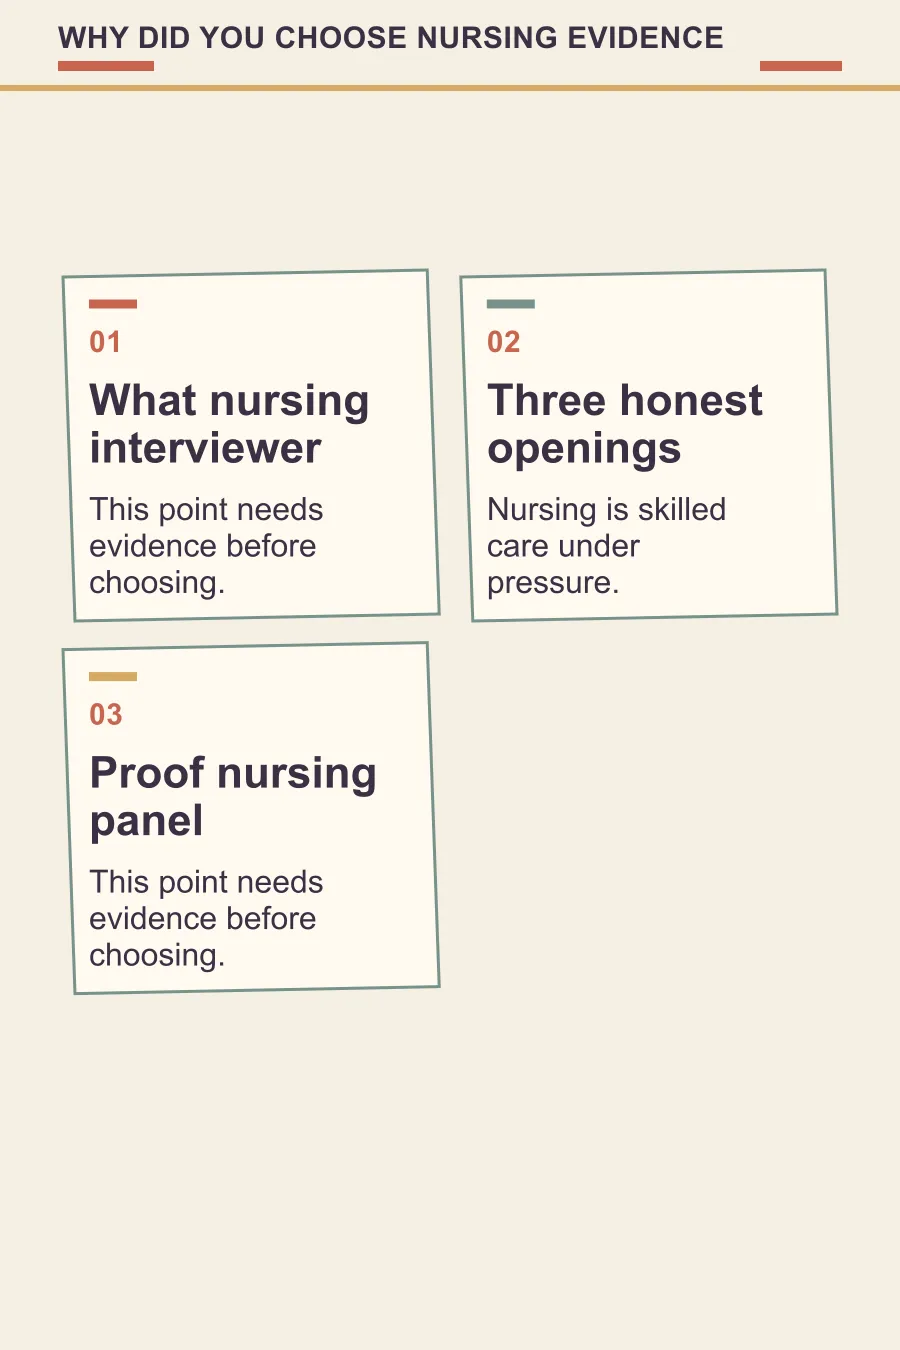 WHY DID YOU CHOOSE NURSING EVIDENCE
01
What nursing
interviewer
This point needs
evidence before
choosing.
02
Three honest
openings
Nursing is skilled
care under
pressure.
03
Proof nursing
panel
This point needs
evidence before
choosing.